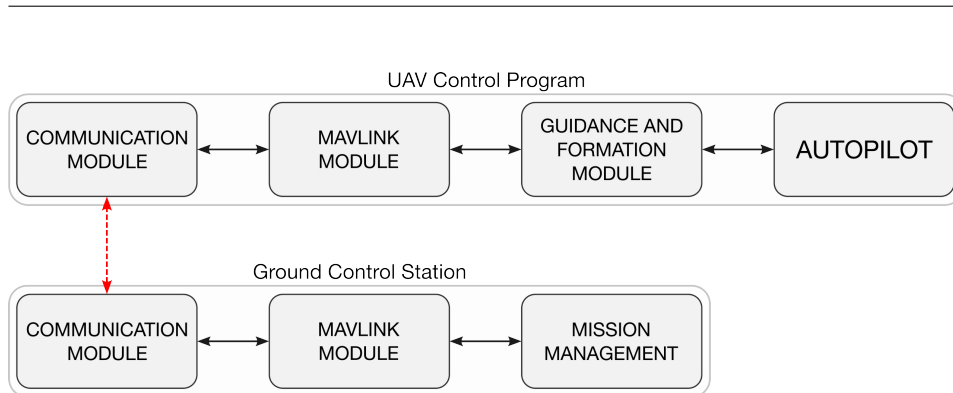 UAV Control Program
COMMUNICATION
MODULE
MAVLINK
MODULE
GUIDANCE AND
FORMATION
MODULE
AUTOPILOT
Ground Control Station
COMMUNICATION
MODULE
MAVLINK
MODULE
MISSION
MANAGEMENT